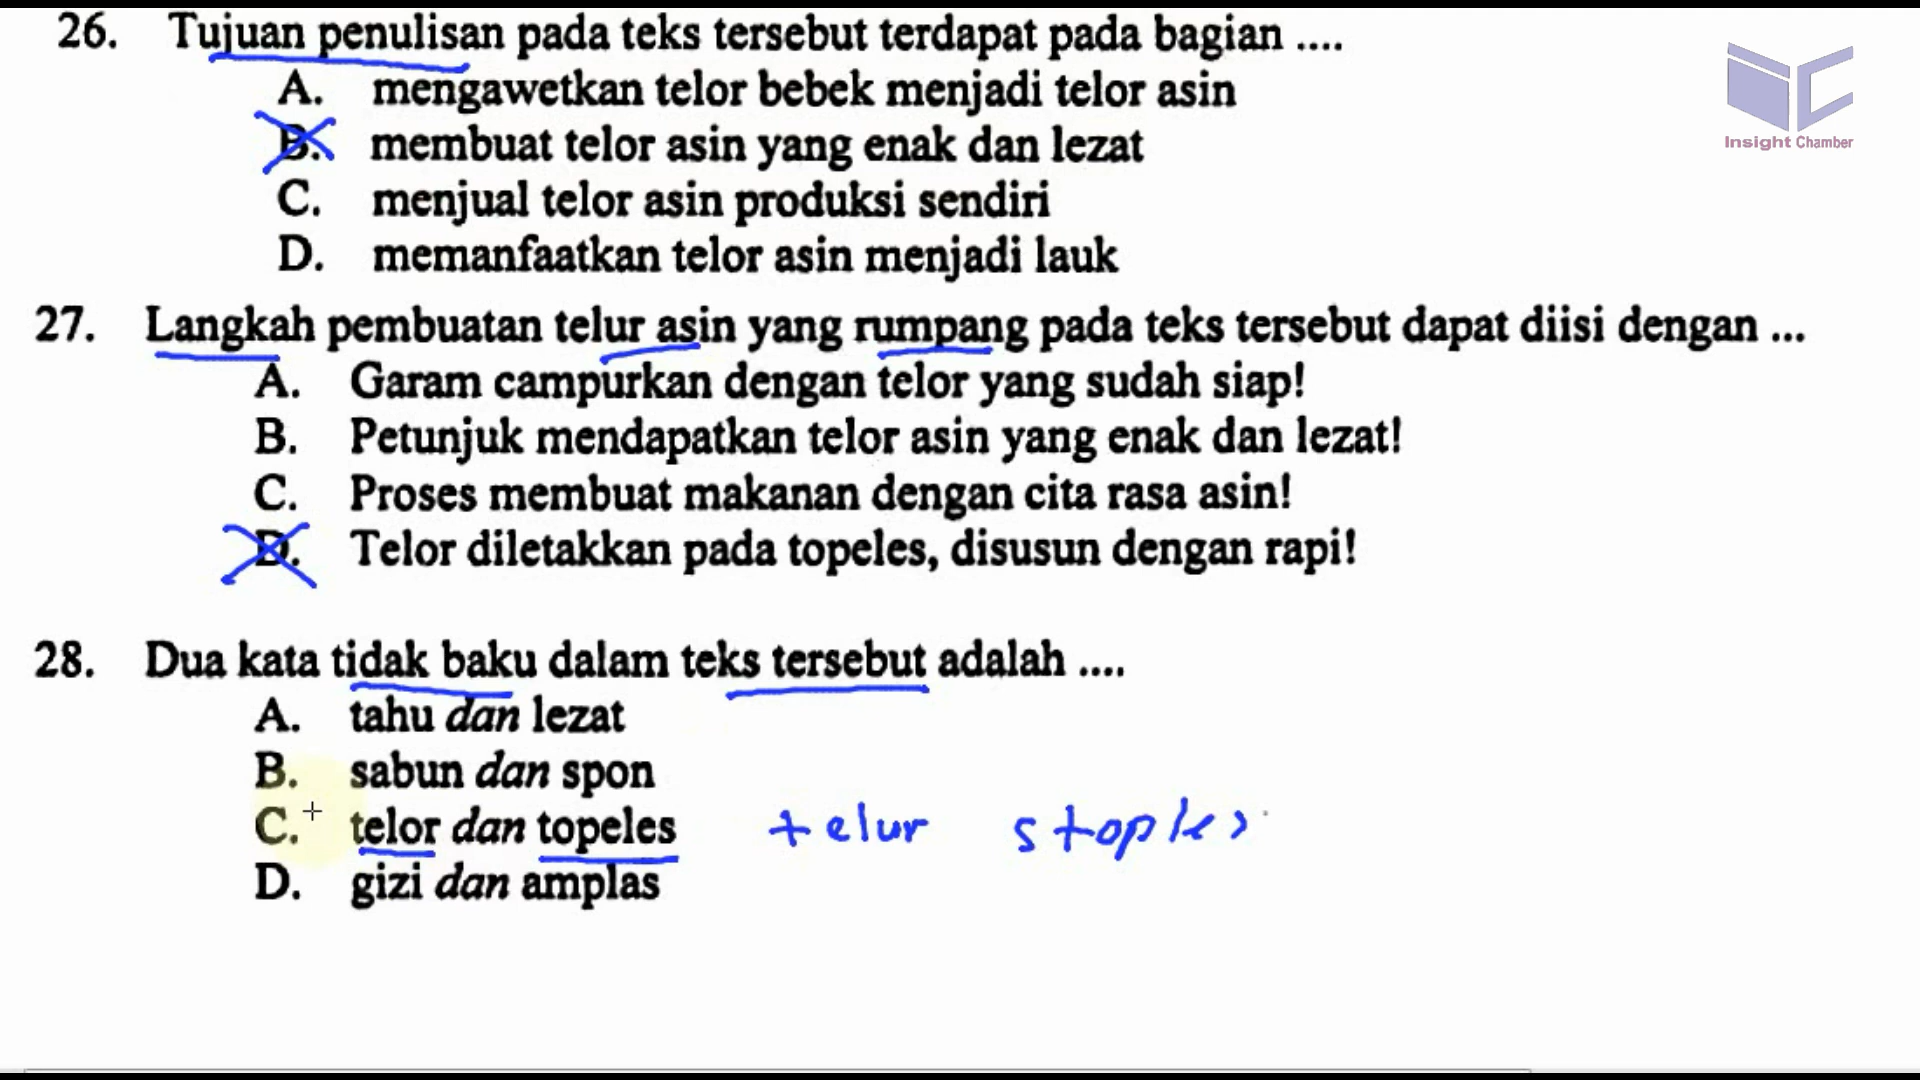 26. Tujuan penulisan pada teks tersebut terdapat pada bagian ....
Insight Chamber
A. mengawetkan telor bebek menjadi telor asin
B. membuat telor asin yang enak dan lezat
C. menjual telor asin produksi sendiri
D. memanfaatkan telor asin menjadi lauk
27. Langkah pembuatan telur asin yang rumpang pada teks tersebut dapat diisi dengan ...
A. Garam campurkan dengan telor yang sudah siap!
B. Petunjuk mendapatkan telor asin yang enak dan lezat!
C. Proses membuat makanan dengan cita rasa asin!
D. Telor diletakkan pada topeles, disusun dengan rapi!
28. Dua kata tidak baku dalam teks tersebut adalah ....
A. tahu dan lezat
B. sabun dan spon
C. telor dan topeles telur stoples
D. gizi dan amplas